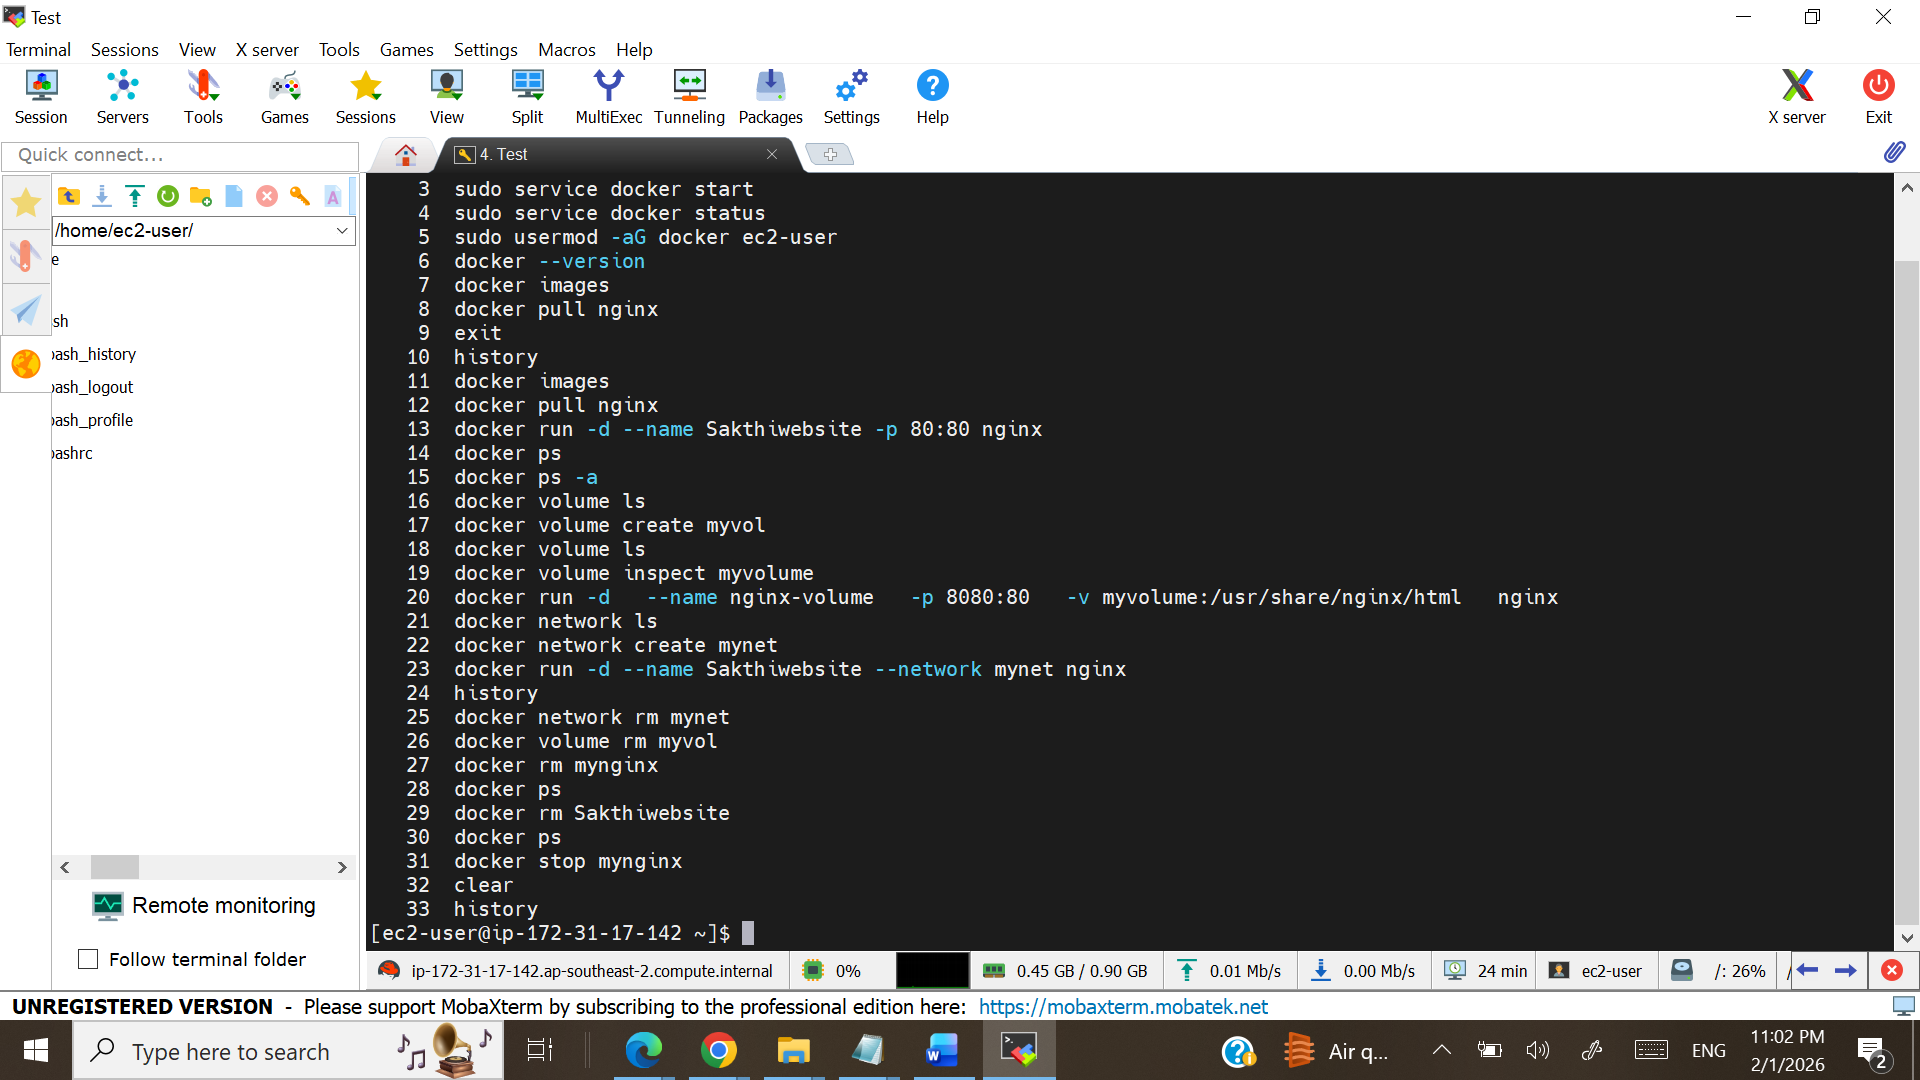 Test
Terminal Sessions View X server Tools Games Settings Macros Help
Session Servers Tools Games Sessions View Split MultiExec Tunneling Packages Settings Help X server Exit
Quick connect...
4. Test
/home/ec2-user/
e
sh
bash_history
bash_logout
bash_profile
bashrc
Remote monitoring
Follow terminal folder
3 sudo service docker start
4 sudo service docker status
5 sudo usermod -aG docker ec2-user
6 docker --version
7 docker images
8 docker pull nginx
9 exit
10 history
11 docker images
12 docker pull nginx
13 docker run -d --name Sakthiwebsite -p 80:80 nginx
14 docker ps
15 docker ps -a
16 docker volume ls
17 docker volume create myvol
18 docker volume ls
19 docker volume inspect myvolume
20 docker run -d   --name nginx-volume   -p 8080:80   -v myvolume:/usr/share/nginx/html   nginx
21 docker network ls
22 docker network create mynet
23 docker run -d --name Sakthiwebsite --network mynet nginx
24 history
25 docker network rm mynet
26 docker volume rm myvol
27 docker rm mynginx
28 docker ps
29 docker rm Sakthiwebsite
30 docker ps
31 docker stop mynginx
32 clear
33 history
[ec2-user@ip-172-31-17-142 ~]$
ip-172-31-17-142.ap-southeast-2.compute.internal 0% 0.45 GB / 0.90 GB 0.01 Mb/s 0.00 Mb/s 24 min ec2-user /: 26% /
UNREGISTERED VERSION - Please support MobaXterm by subscribing to the professional edition here: https://mobaxterm.mobatek.net
Type here to search
Air q...
ENG
11:02 PM
2/1/2026
2